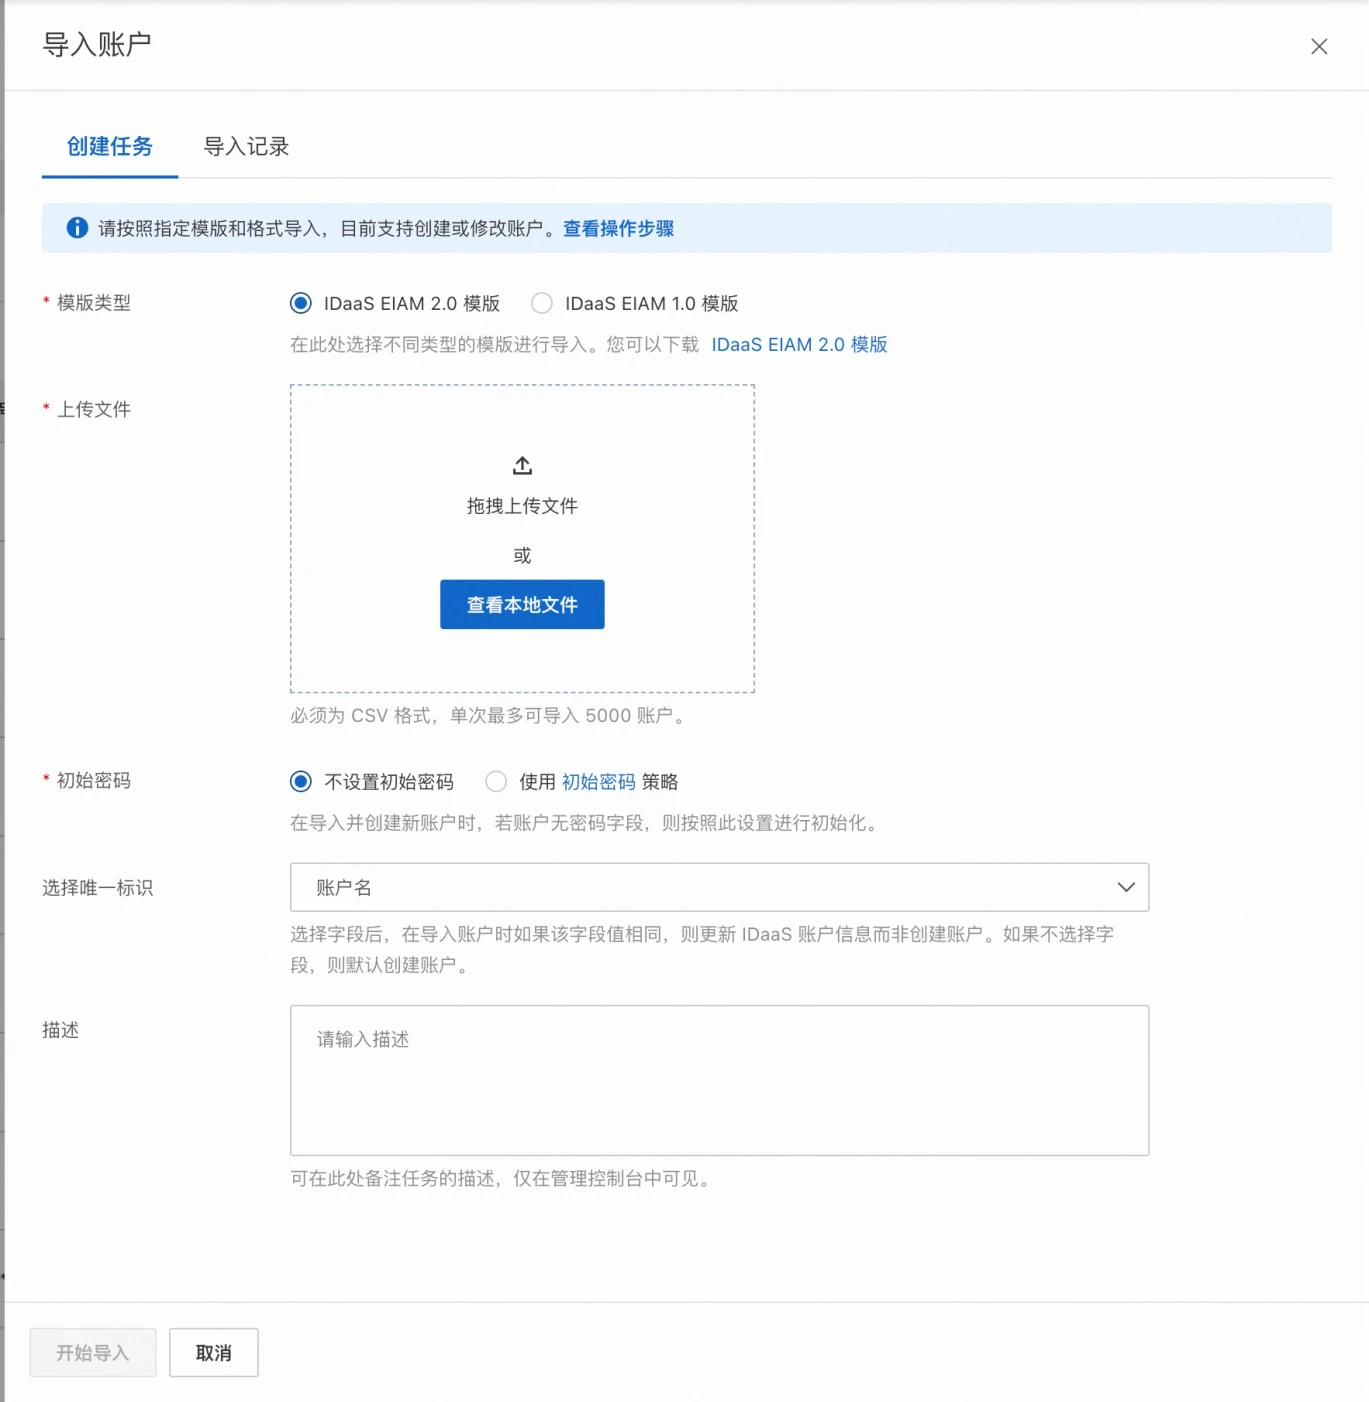 导入账户
创建任务 导入记录
请按照指定模版和格式导入，目前支持创建或修改账户。查看操作步骤
* 模版类型 IDaaS EIAM 2.0 模版 IDaaS EIAM 1.0 模版
在此处选择不同类型的模版进行导入。您可以下载 IDaaS EIAM 2.0 模版
* 上传文件
拖拽上传文件
或
查看本地文件
必须为 CSV 格式，单次最多可导入 5000 账户。
* 初始密码 不设置初始密码 使用 初始密码 策略
在导入并创建新账户时，若账户无密码字段，则按照此设置进行初始化。
选择唯一标识 账户名
选择字段后，在导入账户时如果该字段值相同，则更新 IDaaS 账户信息而非创建账户。如果不选择字
段，则默认创建账户。
描述 请输入描述
可在此处备注任务的描述，仅在管理控制台中可见。
开始导入 取消